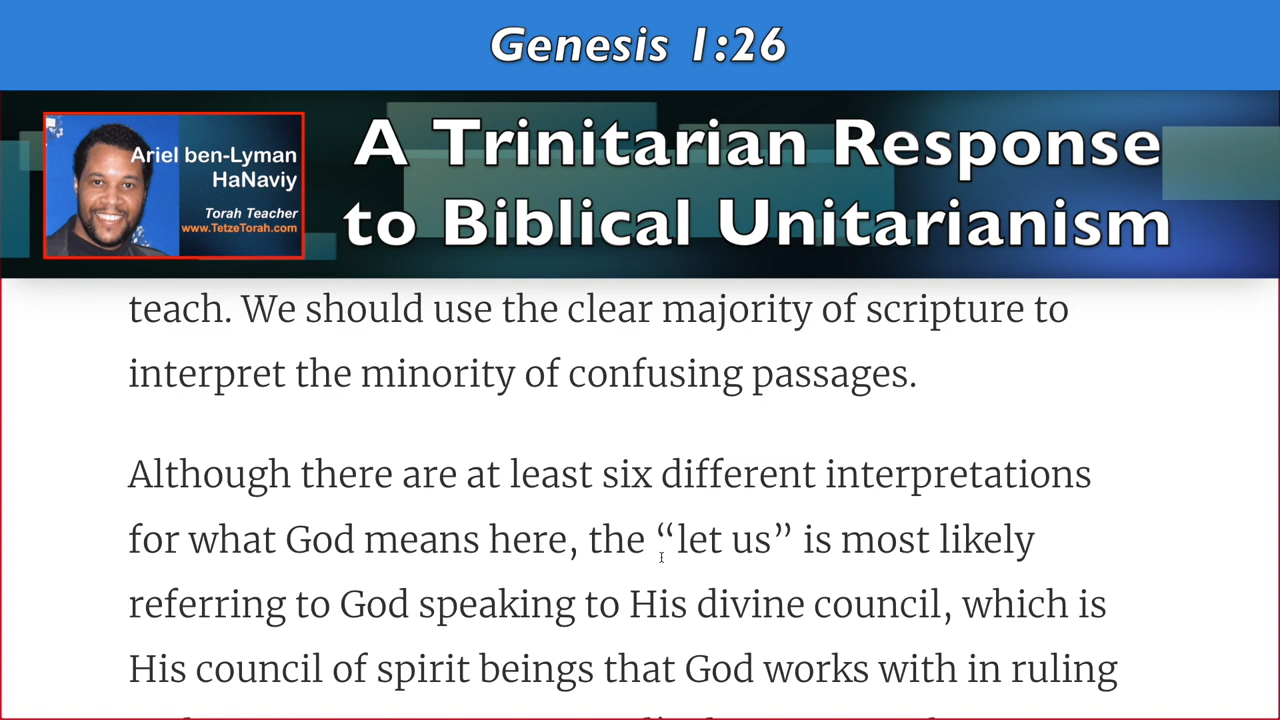 Genesis 1:26
Ariel ben-Lyman
HaNaviy
Torah Teacher
www.TetzeTorah.com
A Trinitarian Response
to Biblical Unitarianism
teach. We should use the clear majority of scripture to
interpret the minority of confusing passages.
Although there are at least six different interpretations
for what God means here, the “let us” is most likely
referring to God speaking to His divine council, which is
His council of spirit beings that God works with in ruling